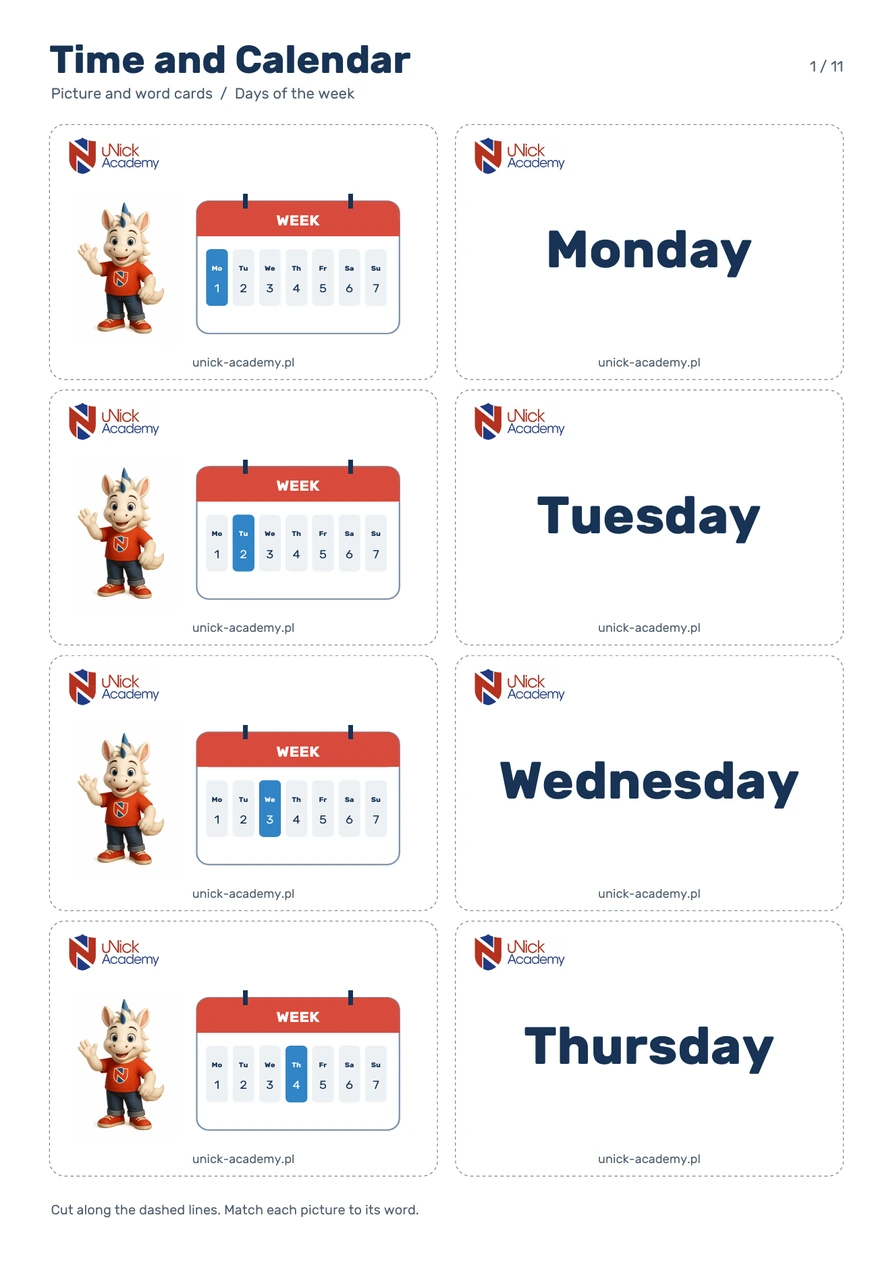 Time and Calendar
1 / 11
Picture and word cards / Days of the week
uNick
Academy
WEEK
Mo Tu We Th Fr Sa Su
1 2 3 4 5 6 7
unick-academy.pl
uNick
Academy
Monday
unick-academy.pl
uNick
Academy
WEEK
Mo Tu We Th Fr Sa Su
1 2 3 4 5 6 7
unick-academy.pl
uNick
Academy
Tuesday
unick-academy.pl
uNick
Academy
WEEK
Mo Tu We Th Fr Sa Su
1 2 3 4 5 6 7
unick-academy.pl
uNick
Academy
Wednesday
unick-academy.pl
uNick
Academy
WEEK
Mo Tu We Th Fr Sa Su
1 2 3 4 5 6 7
unick-academy.pl
uNick
Academy
Thursday
unick-academy.pl
Cut along the dashed lines. Match each picture to its word.